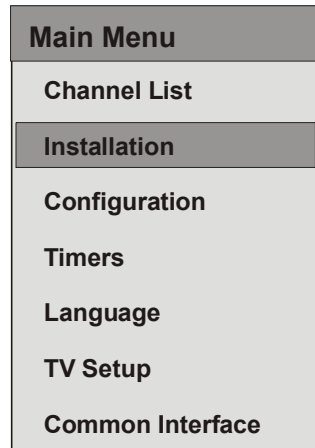 Main Menu
Channel List
Installation
Configuration
Timers
Language
TV Setup
Common Interface